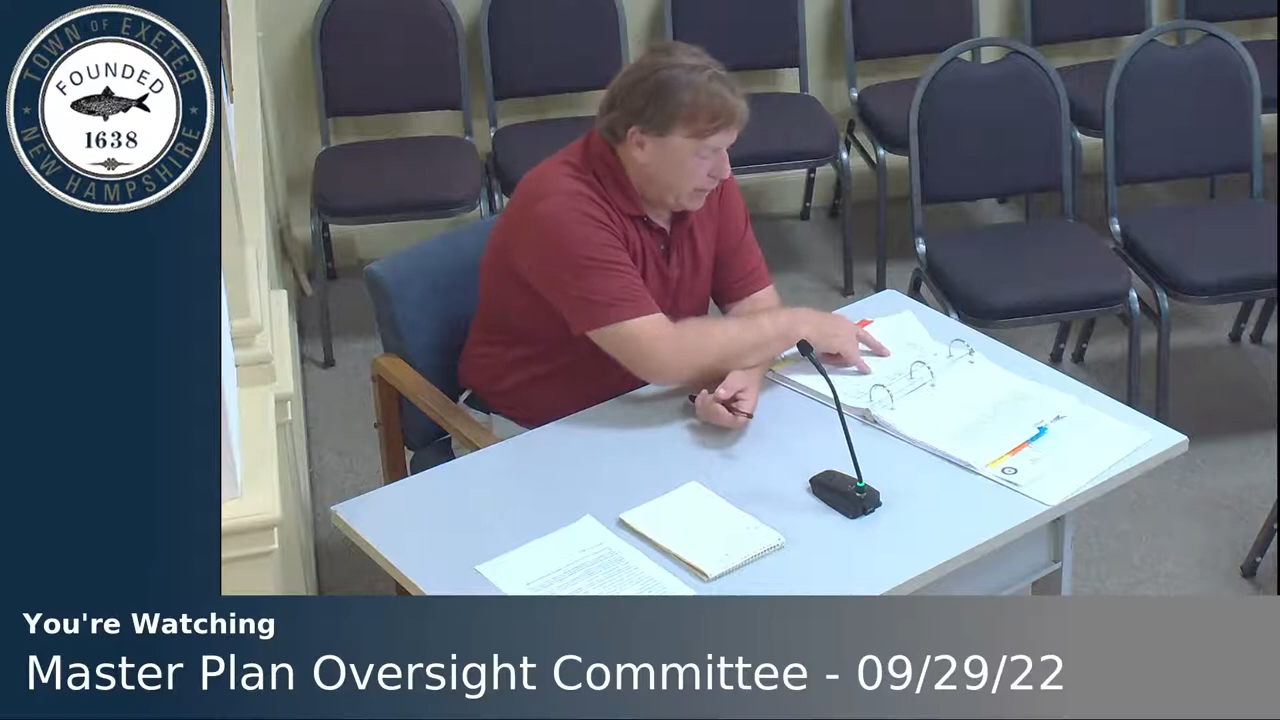 TOWN OF EXETER
FOUNDED
1638
NEW HAMPSHIRE
You're Watching
Master Plan Oversight Committee - 09/29/22